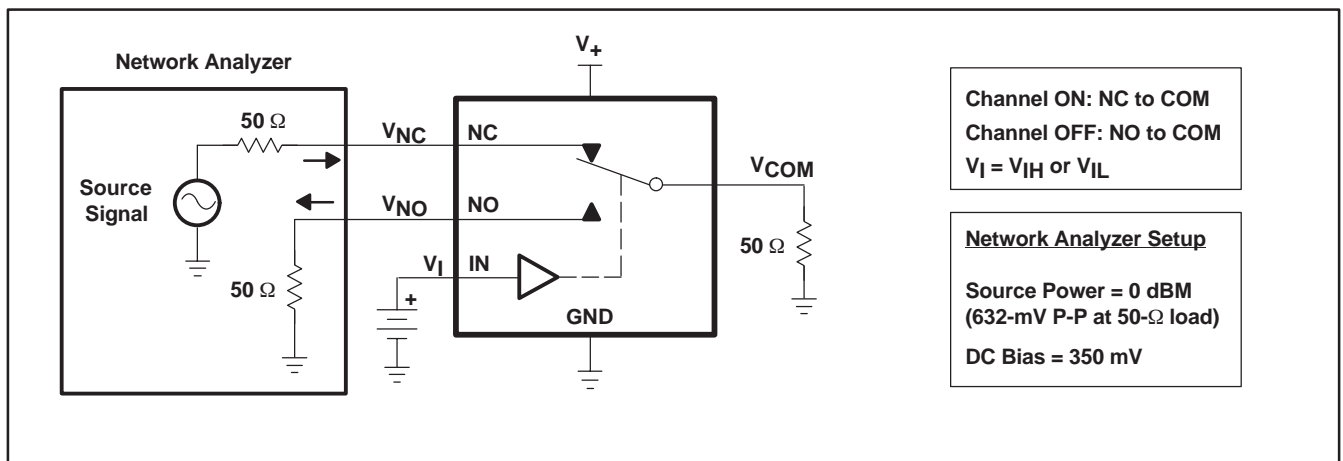 Network Analyzer
V+
50 Ω
VNC
NC
Source
Signal
VCOM
VNO
NO
50 Ω
50 Ω
VI
IN
+
GND
Channel ON: NC to COM
Channel OFF: NO to COM
VI = VIH or VIL
Network Analyzer Setup
Source Power = 0 dBM
(632-mV P-P at 50-Ω load)
DC Bias = 350 mV